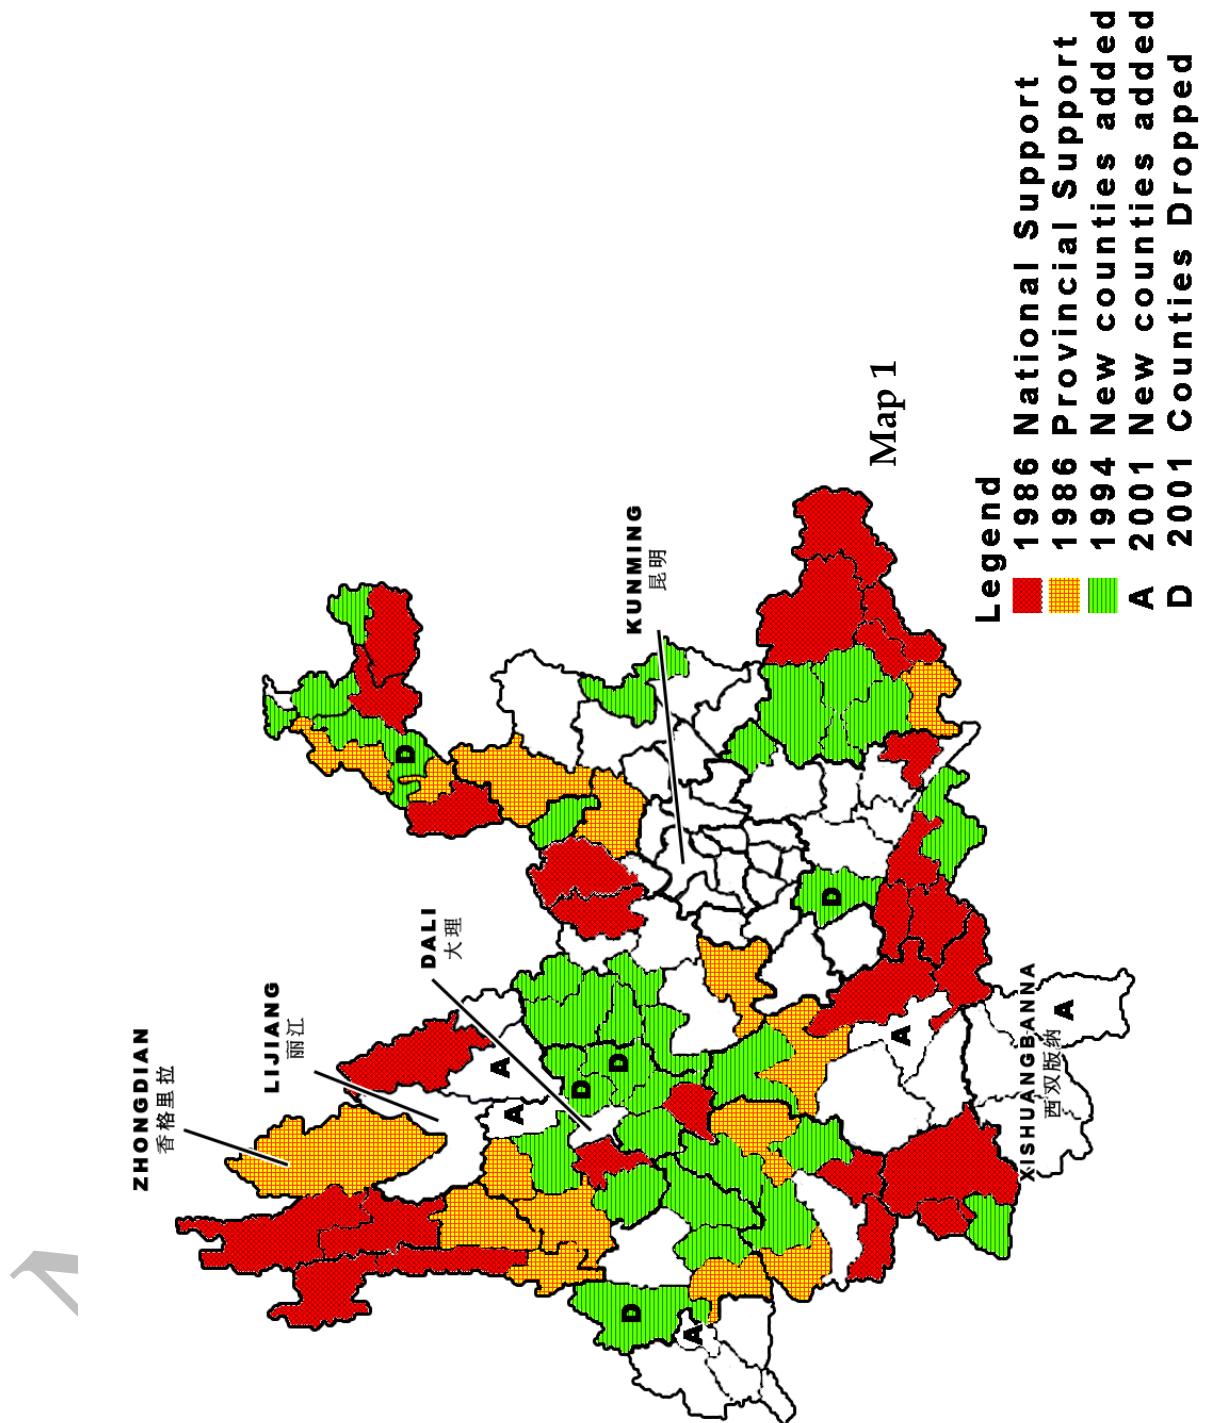 ZHONGDIAN
香格里拉
LIJIANG
丽江
DALI
大理
KUNMING
昆明
D
D
D
D
D
A
A
A
A
A
XISHUANGBANNA
西双版纳
Map 1
Legend
1986 National Support
1986 Provincial Support
1994 New counties added
A 2001 New counties added
D 2001 Counties Dropped